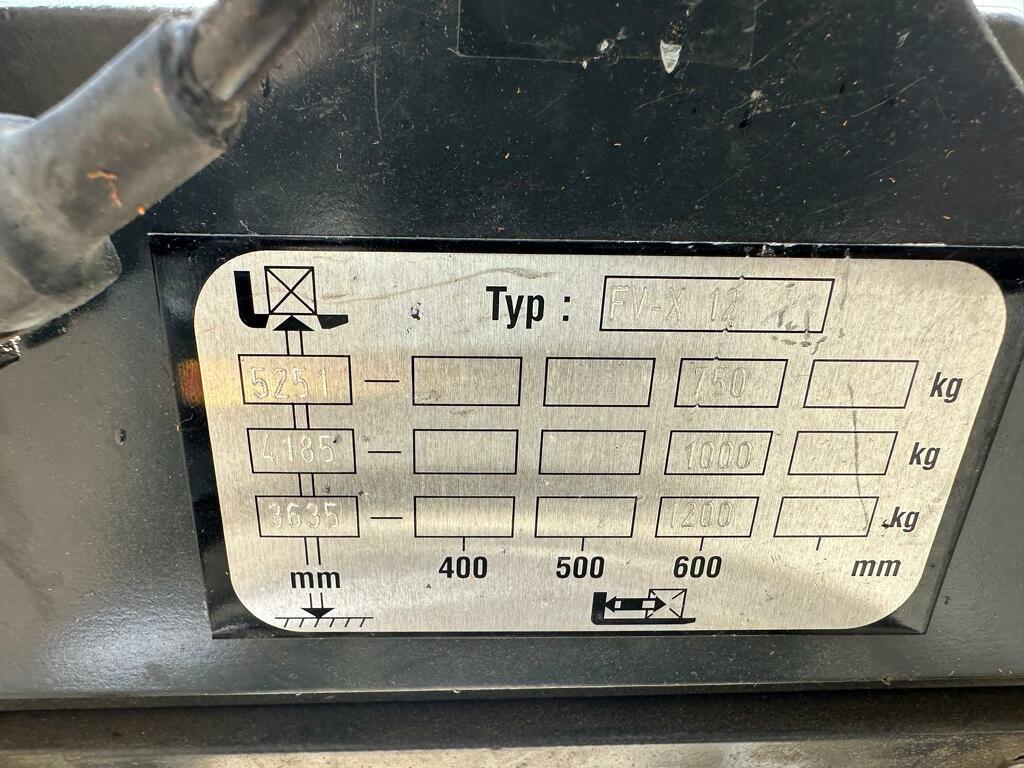 Typ : FV-X 12
5251 — 750 kg
4185 — 1000 kg
3635 — 1200 kg
400 500 600
mm mm